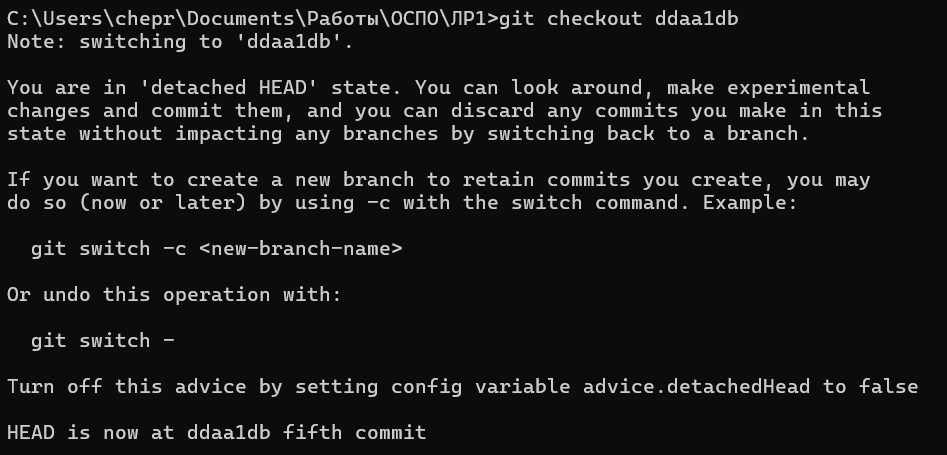 C:\Users\chepr\Documents\Работы\ОСПО\ЛР1>git checkout ddaa1db
Note: switching to 'ddaa1db'.

You are in 'detached HEAD' state. You can look around, make experimental
changes and commit them, and you can discard any commits you make in this
state without impacting any branches by switching back to a branch.

If you want to create a new branch to retain commits you create, you may
do so (now or later) by using -c with the switch command. Example:

  git switch -c <new-branch-name>

Or undo this operation with:

  git switch -

Turn off this advice by setting config variable advice.detachedHead to false

HEAD is now at ddaa1db fifth commit